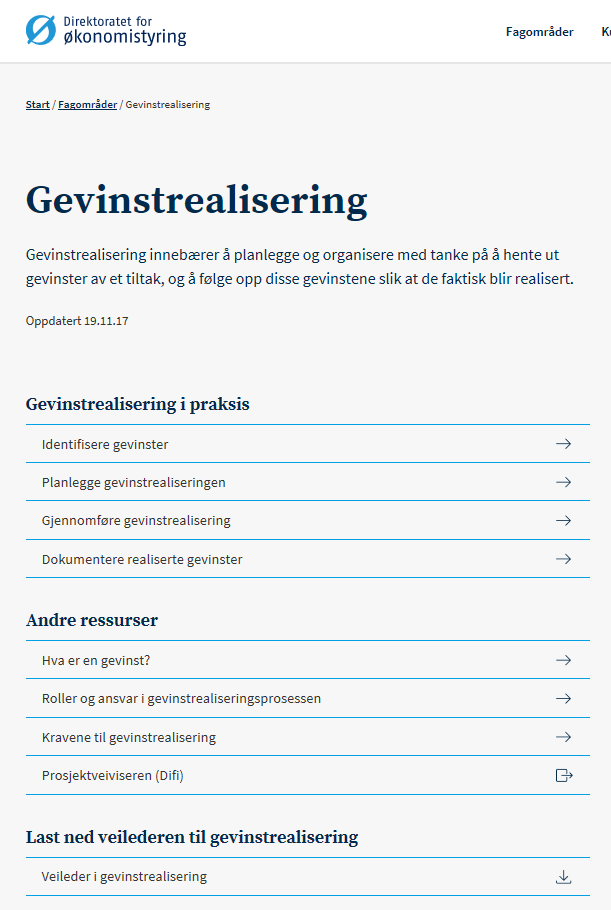 Direktoratet for
økonomistyring
Fagområder
Start / Fagområder / Gevinstrealisering
Gevinstrealisering
Gevinstrealisering innebærer å planlegge og organisere med tanke på å hente ut
gevinster av et tiltak, og å følge opp disse gevinstene slik at de faktisk blir realisert.
Oppdatert 19.11.17
Gevinstrealisering i praksis
Identifisere gevinster
Planlegge gevinstrealiseringen
Gjennomføre gevinstrealisering
Dokumentere realiserte gevinster
Andre ressurser
Hva er en gevinst?
Roller og ansvar i gevinstrealiseringsprosessen
Kravene til gevinstrealisering
Prosjektveiviseren (Difi)
Last ned veilederen til gevinstrealisering
Veileder i gevinstrealisering